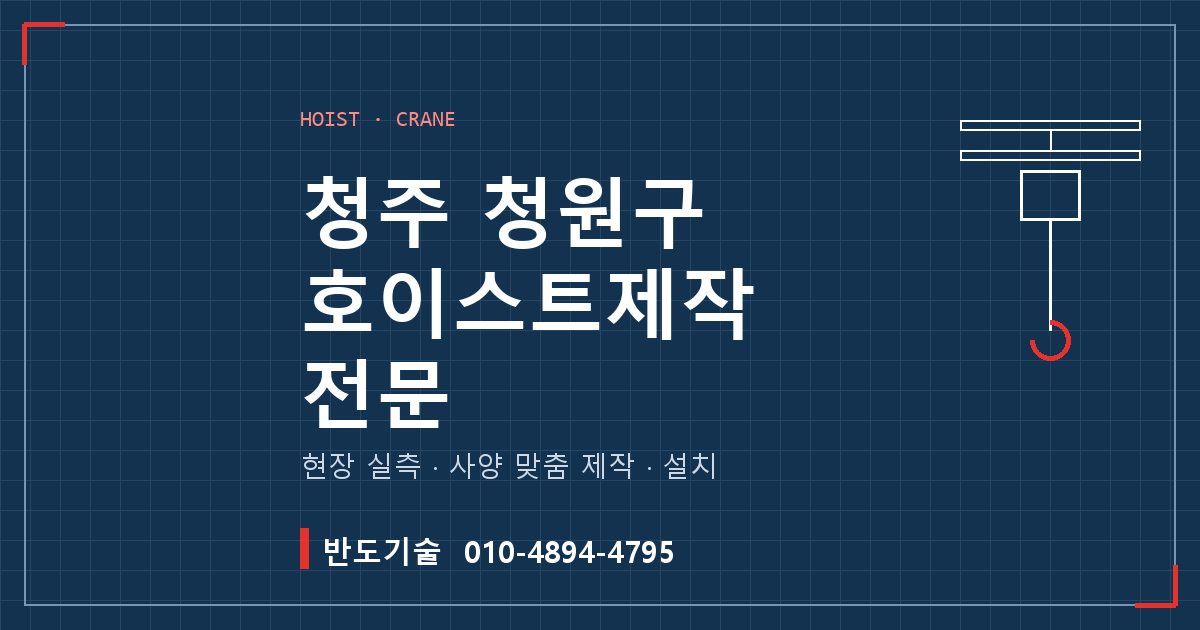 HOIST · CRANE
청주 청원구
호이스트제작
전문
현장 실측 · 사양 맞춤 제작 · 설치
반도기술 010-4894-4795